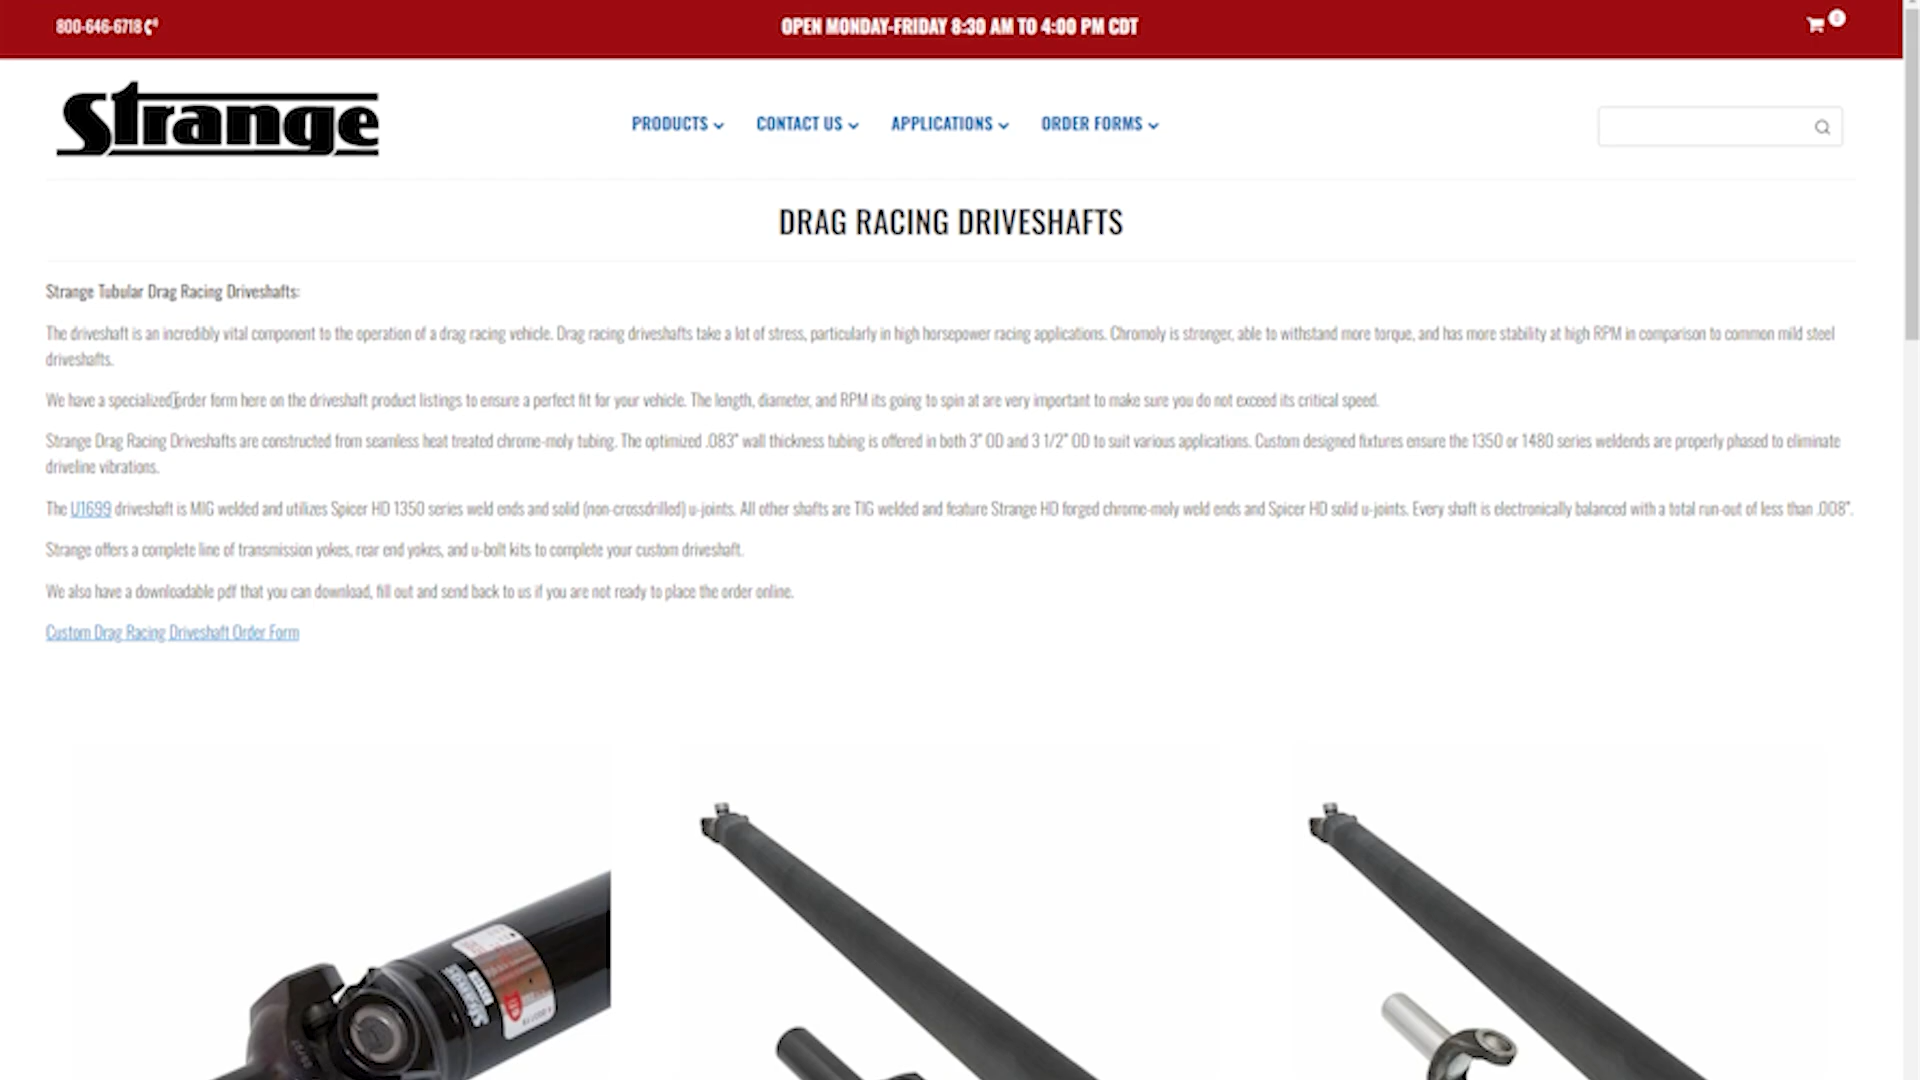 800-646-6718
OPEN MONDAY-FRIDAY 8:30 AM TO 4:00 PM CDT
0
Strange
PRODUCTS
CONTACT US
APPLICATIONS
ORDER FORMS
DRAG RACING DRIVESHAFTS
Strange Tubular Drag Racing Driveshafts:
The driveshaft is an incredibly vital component to the operation of a drag racing vehicle. Drag racing driveshafts take a lot of stress, particularly in high horsepower racing applications. Chromoly is stronger, able to withstand more torque, and has more stability at high RPM in comparison to common mild steel
driveshafts.
We have a specialized order form here on the driveshaft product listings to ensure a perfect fit for your vehicle. The length, diameter, and RPM its going to spin at are very important to make sure you do not exceed its critical speed.
Strange Drag Racing Driveshafts are constructed from seamless heat treated chrome-moly tubing. The optimized .083" wall thickness tubing is offered in both 3" OD and 3 1/2" OD to suit various applications. Custom designed fixtures ensure the 1350 or 1480 series weldends are properly phased to eliminate
driveline vibrations.
The U1699 driveshaft is MIG welded and utilizes Spicer HD 1350 series weld ends and solid (non-crossdrilled) u-joints. All other shafts are TIG welded and feature Strange HD forged chrome-moly weld ends and Spicer HD solid u-joints. Every shaft is electronically balanced with a total run-out of less than .008".
Strange offers a complete line of transmission yokes, rear end yokes, and u-bolt kits to complete your custom driveshaft.
We also have a downloadable pdf that you can download, fill out and send back to us if you are not ready to place the order online.
Custom Drag Racing Driveshaft Order Form
Strange